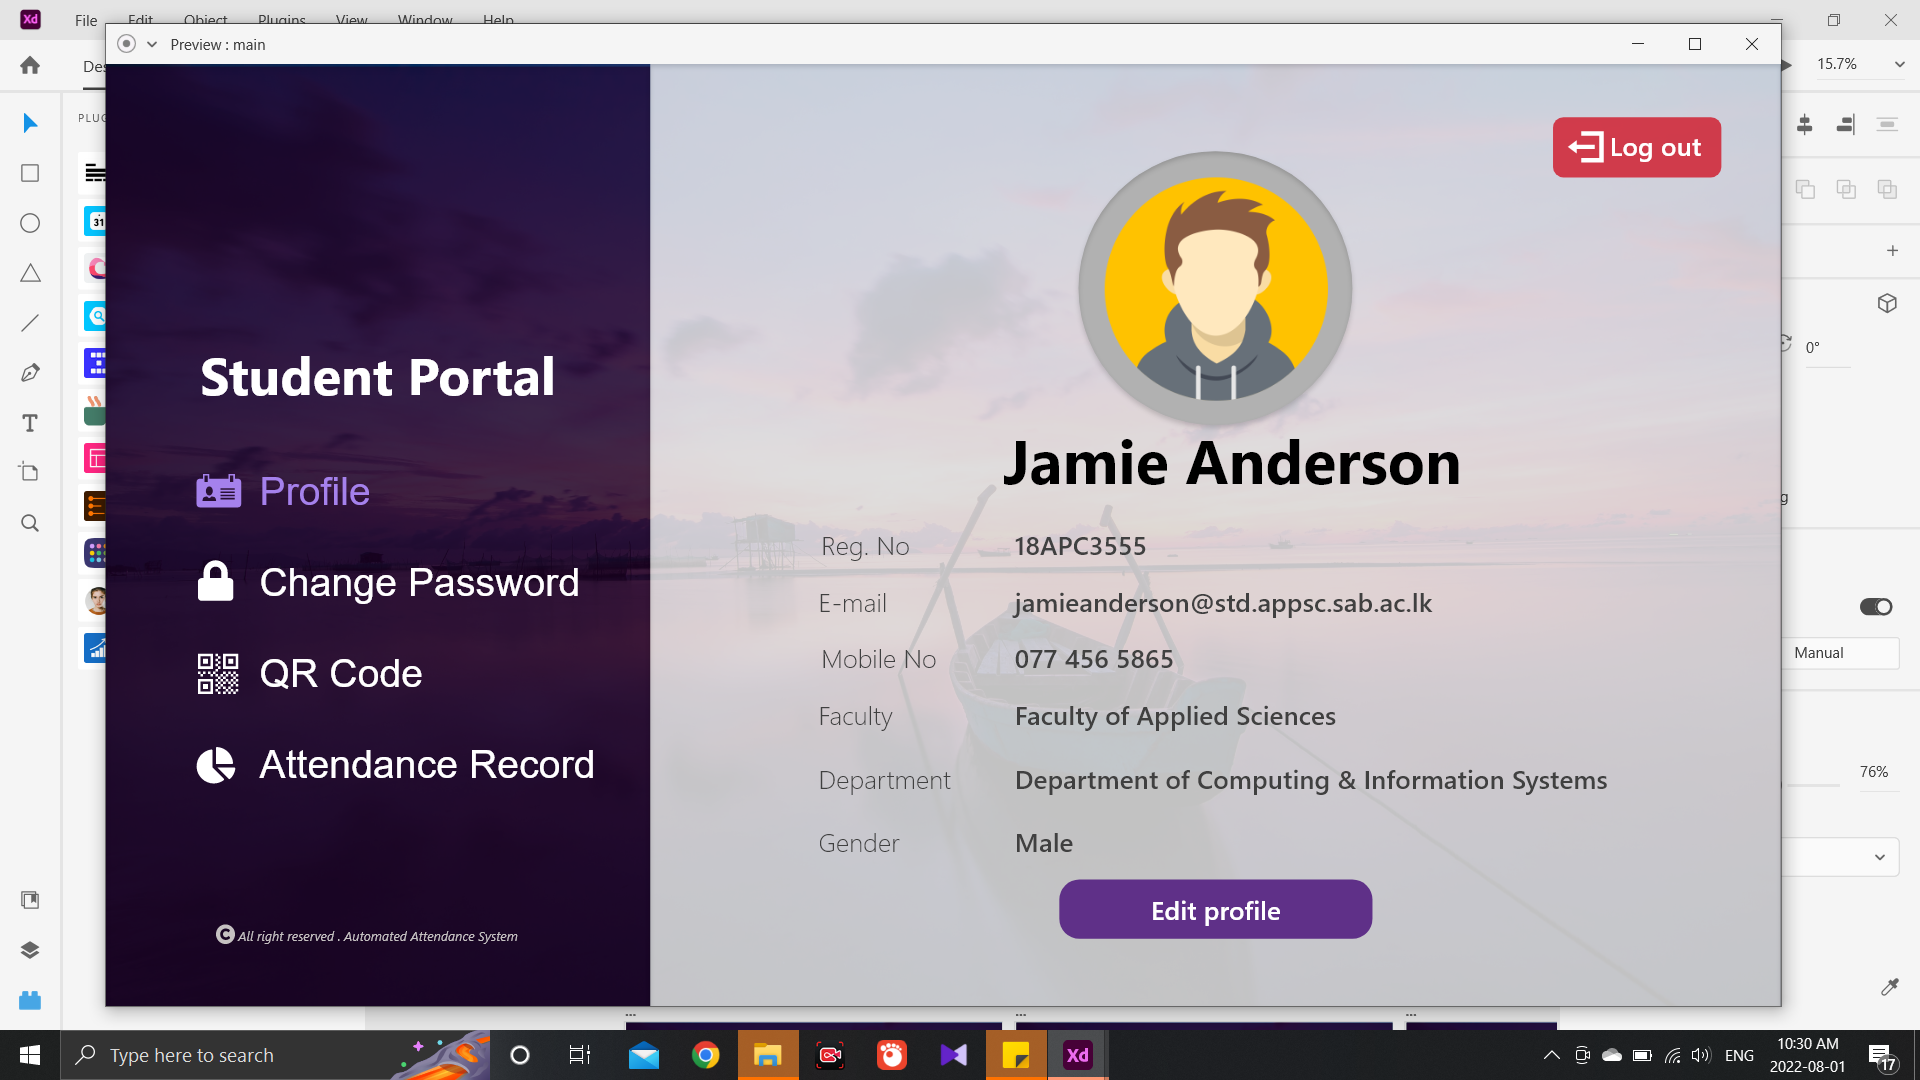 Xd File Edit Object Plugins View Window Help
Preview : main
15.7%
31
Log out
0°
Student Portal
Jamie Anderson
Profile
Reg. No 18APC3555
Change Password
E-mail jamieanderson@std.appsc.sab.ac.lk
Manual
Mobile No 077 456 5865
QR Code
Faculty Faculty of Applied Sciences
Attendance Record
Department Department of Computing & Information Systems
76%
Gender Male
Edit profile
C All right reserved . Automated Attendance System
... ... ...
Type here to search
Xd
ENG
10:30 AM
2022-08-01
17